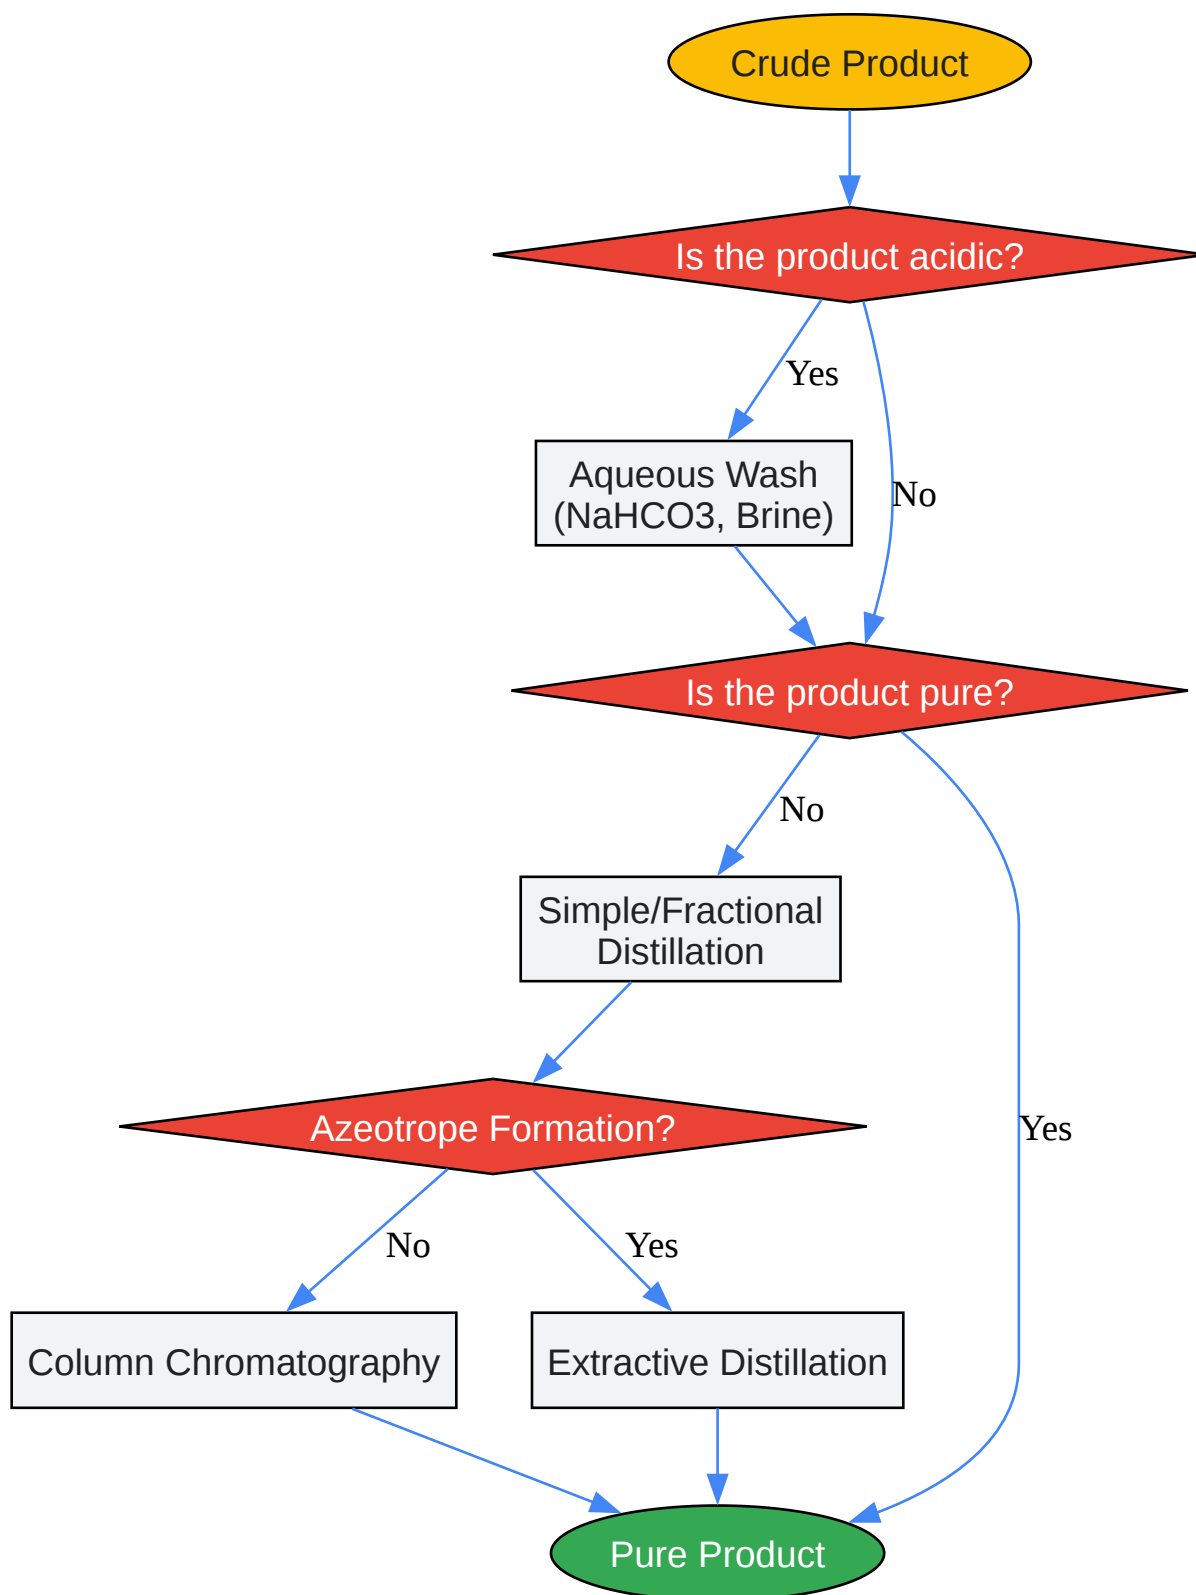 Crude Product
Is the product acidic?
Yes
Aqueous Wash
(NaHCO3, Brine)
No
Is the product pure?
No
Simple/Fractional
Distillation
Azeotrope Formation?
Yes
No
Yes
Column Chromatography
Extractive Distillation
Pure Product